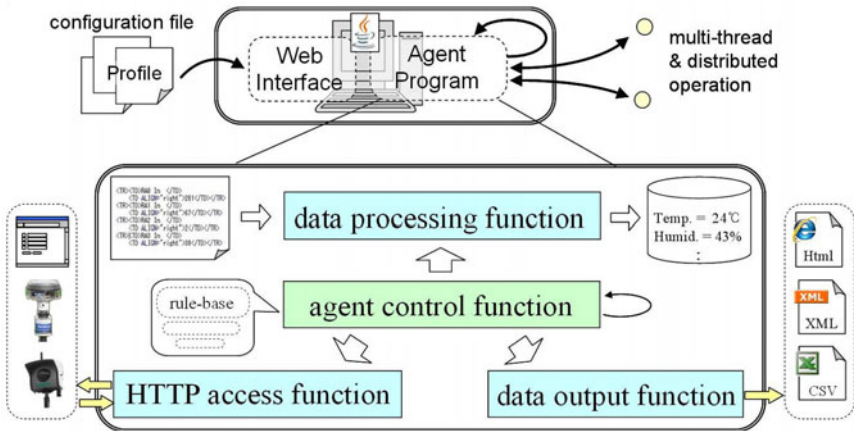 configuration file
Profile
Web
Interface
Agent
Program
multi-thread
& distributed
operation
data processing function
Temp. = 24℃
Humid. = 43%
:
rule-base
agent control function
HTTP access function
data output function
Html
XML
XML
CSV